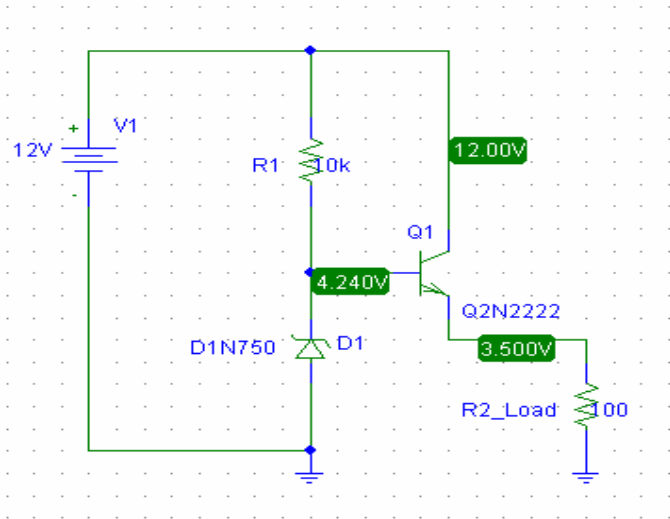 +
V1
12V
-
R1
10k
12.00V
Q1
4.240V
Q2N2222
D1N750
D1
3.500V
R2_Load
100